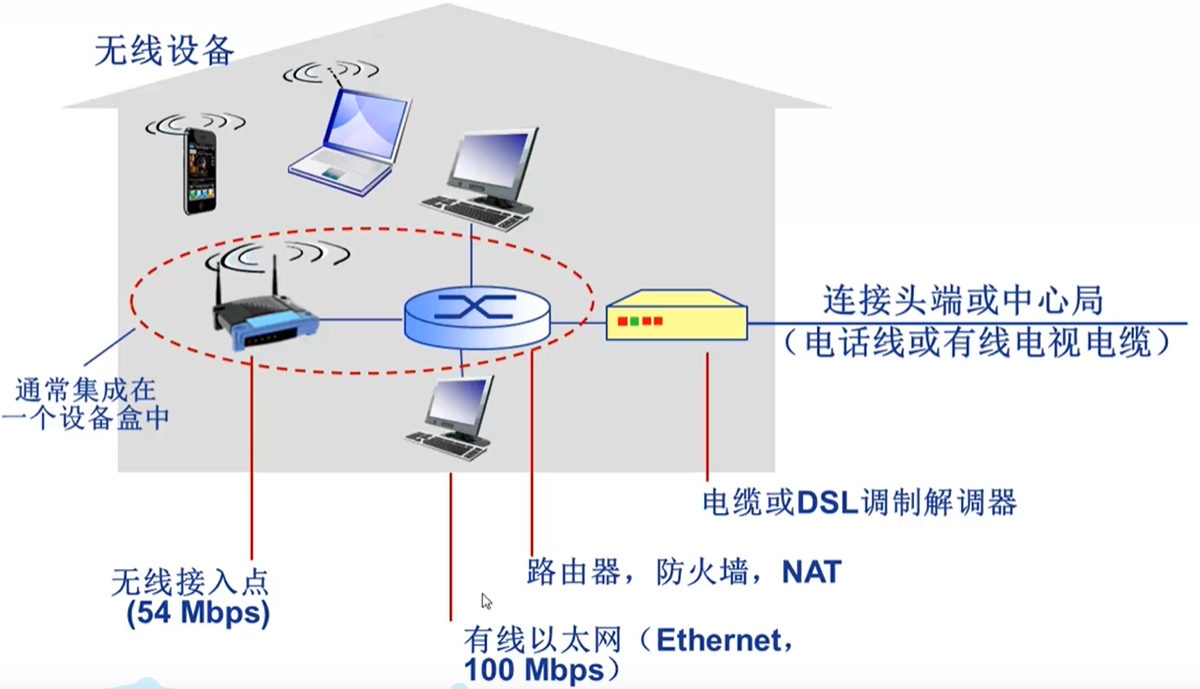 无线设备
连接头端或中心局
（电话线或有线电视电缆）
通常集成在
一个设备盒中
电缆或DSL调制解调器
路由器，防火墙，NAT
无线接入点
(54 Mbps)
有线以太网（Ethernet，
100 Mbps）